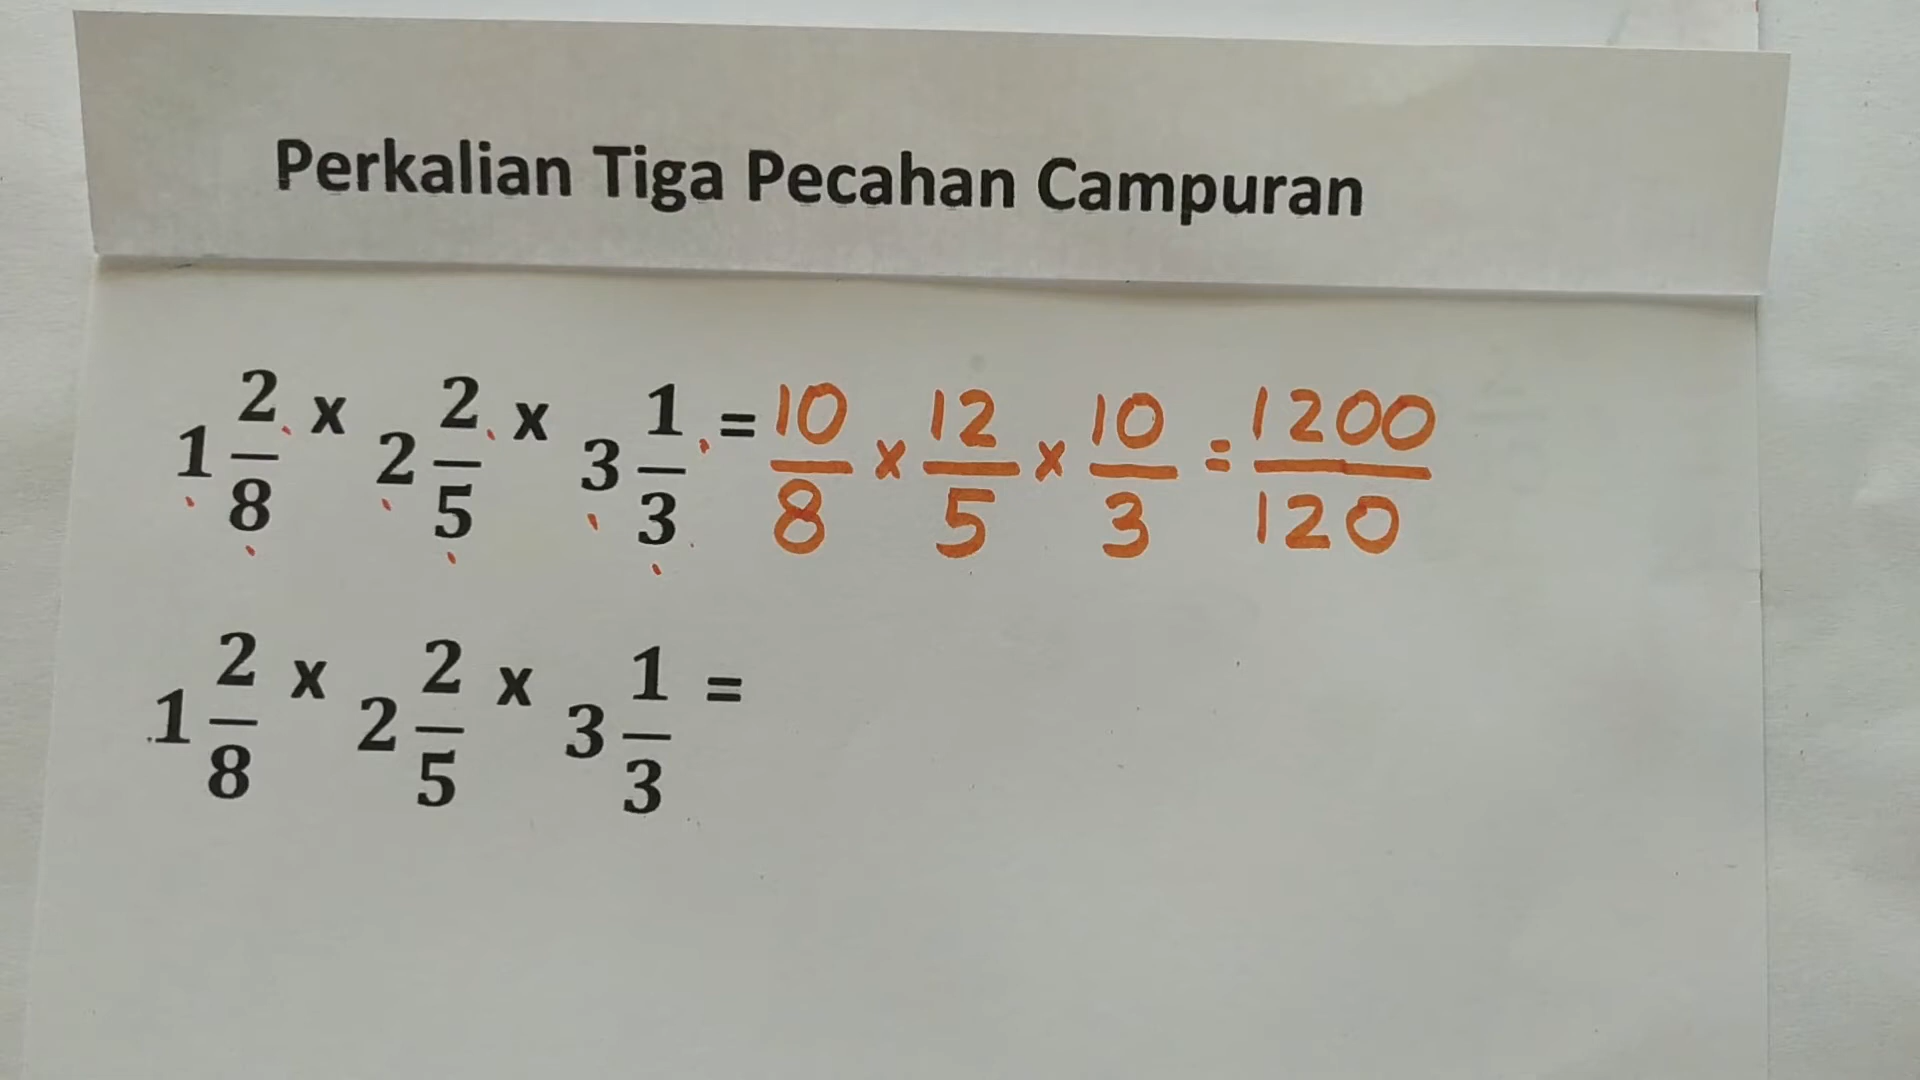 Perkalian Tiga Pecahan Campuran
1 2/8 x 2 2/5 x 3 1/3 = 10/8 x 12/5 x 10/3 = 1200/120
1 2/8 x 2 2/5 x 3 1/3 =